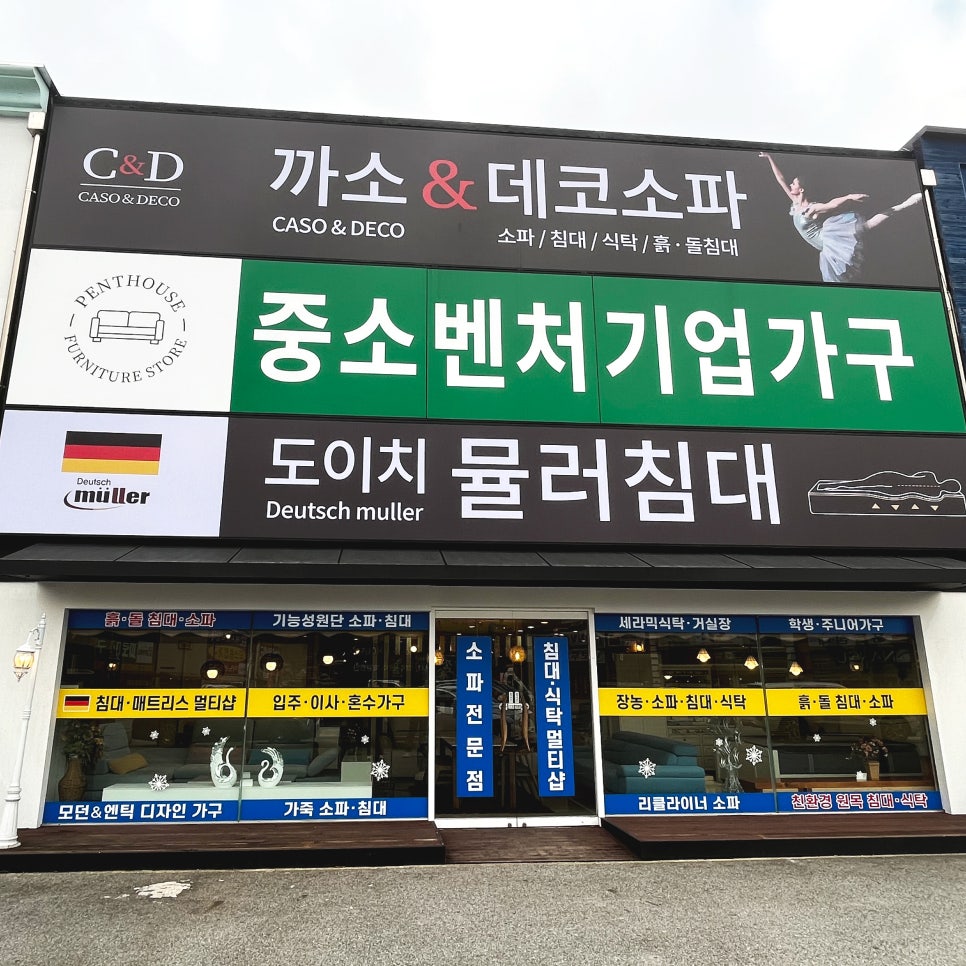 C&D
CASO & DECO
까소 & 데코소파
CASO & DECO
소파 / 침대 / 식탁 / 흙·돌침대
PENTHOUSE
FURNITURE STORE
중소벤처기업가구
Deutsch
müller
도이치 뮬러침대
Deutsch muller
흙·돌 침대·소파
기능성원단 소파·침대
세라믹식탁·거실장
학생·주니어가구
침대·매트리스 멀티샵
입주·이사·혼수가구
소파전문점
침대·식탁멀티샵
장농·소파·침대·식탁
흙·돌 침대·소파
모던&엔틱 디자인 가구
가죽 소파·침대
리클라이너 소파
친환경 원목 침대·식탁